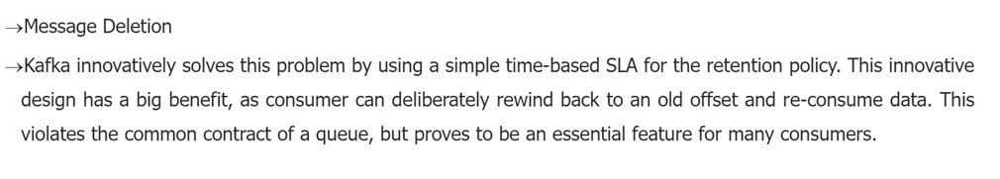 →Message Deletion
→Kafka innovatively solves this problem by using a simple time-based SLA for the retention policy. This innovative
design has a big benefit, as consumer can deliberately rewind back to an old offset and re-consume data. This
violates the common contract of a queue, but proves to be an essential feature for many consumers.